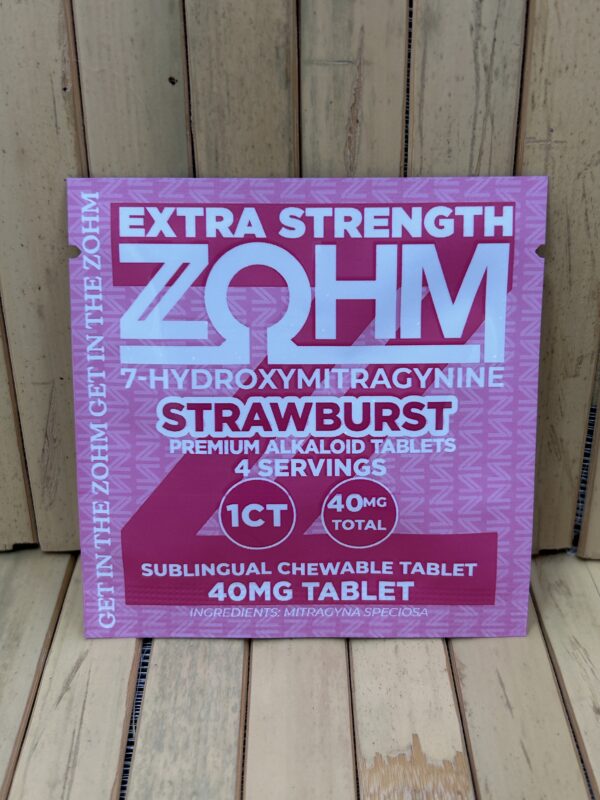 EXTRA STRENGTH
ZΩHM
7-HYDROXYMITRAGYNINE
STRAWBURST
PREMIUM ALKALOID TABLETS
4 SERVINGS
1CT
40MG
TOTAL
SUBLINGUAL CHEWABLE TABLET
40MG TABLET
INGREDIENTS: MITRAGYNA SPECIOSA
GET IN THE ZOHM GET IN THE ZOHM